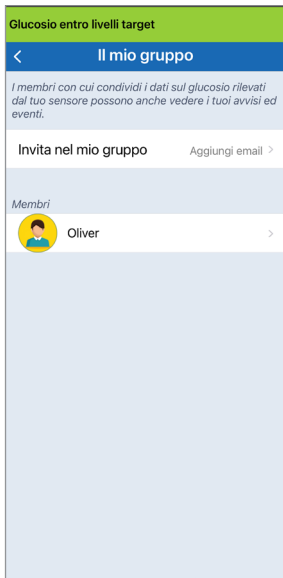 Glucosio entro livelli target
Il mio gruppo
I membri con cui condividi i dati sul glucosio rilevati
dal tuo sensore possono anche vedere i tuoi avvisi ed
eventi.
Invita nel mio gruppo Aggiungi email
Membri
Oliver